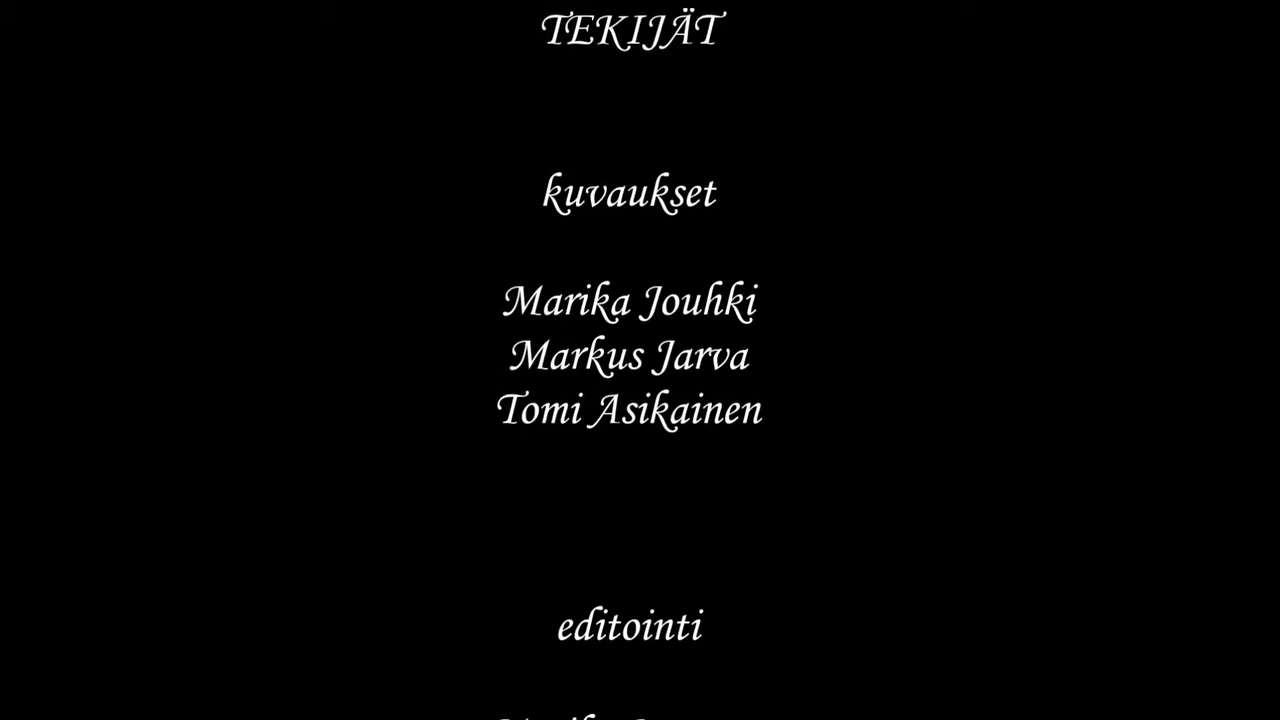 TEKIJÄT
kuvaukset
Marika Jouhki
Markus Jarva
Tomi Asikainen
editointi